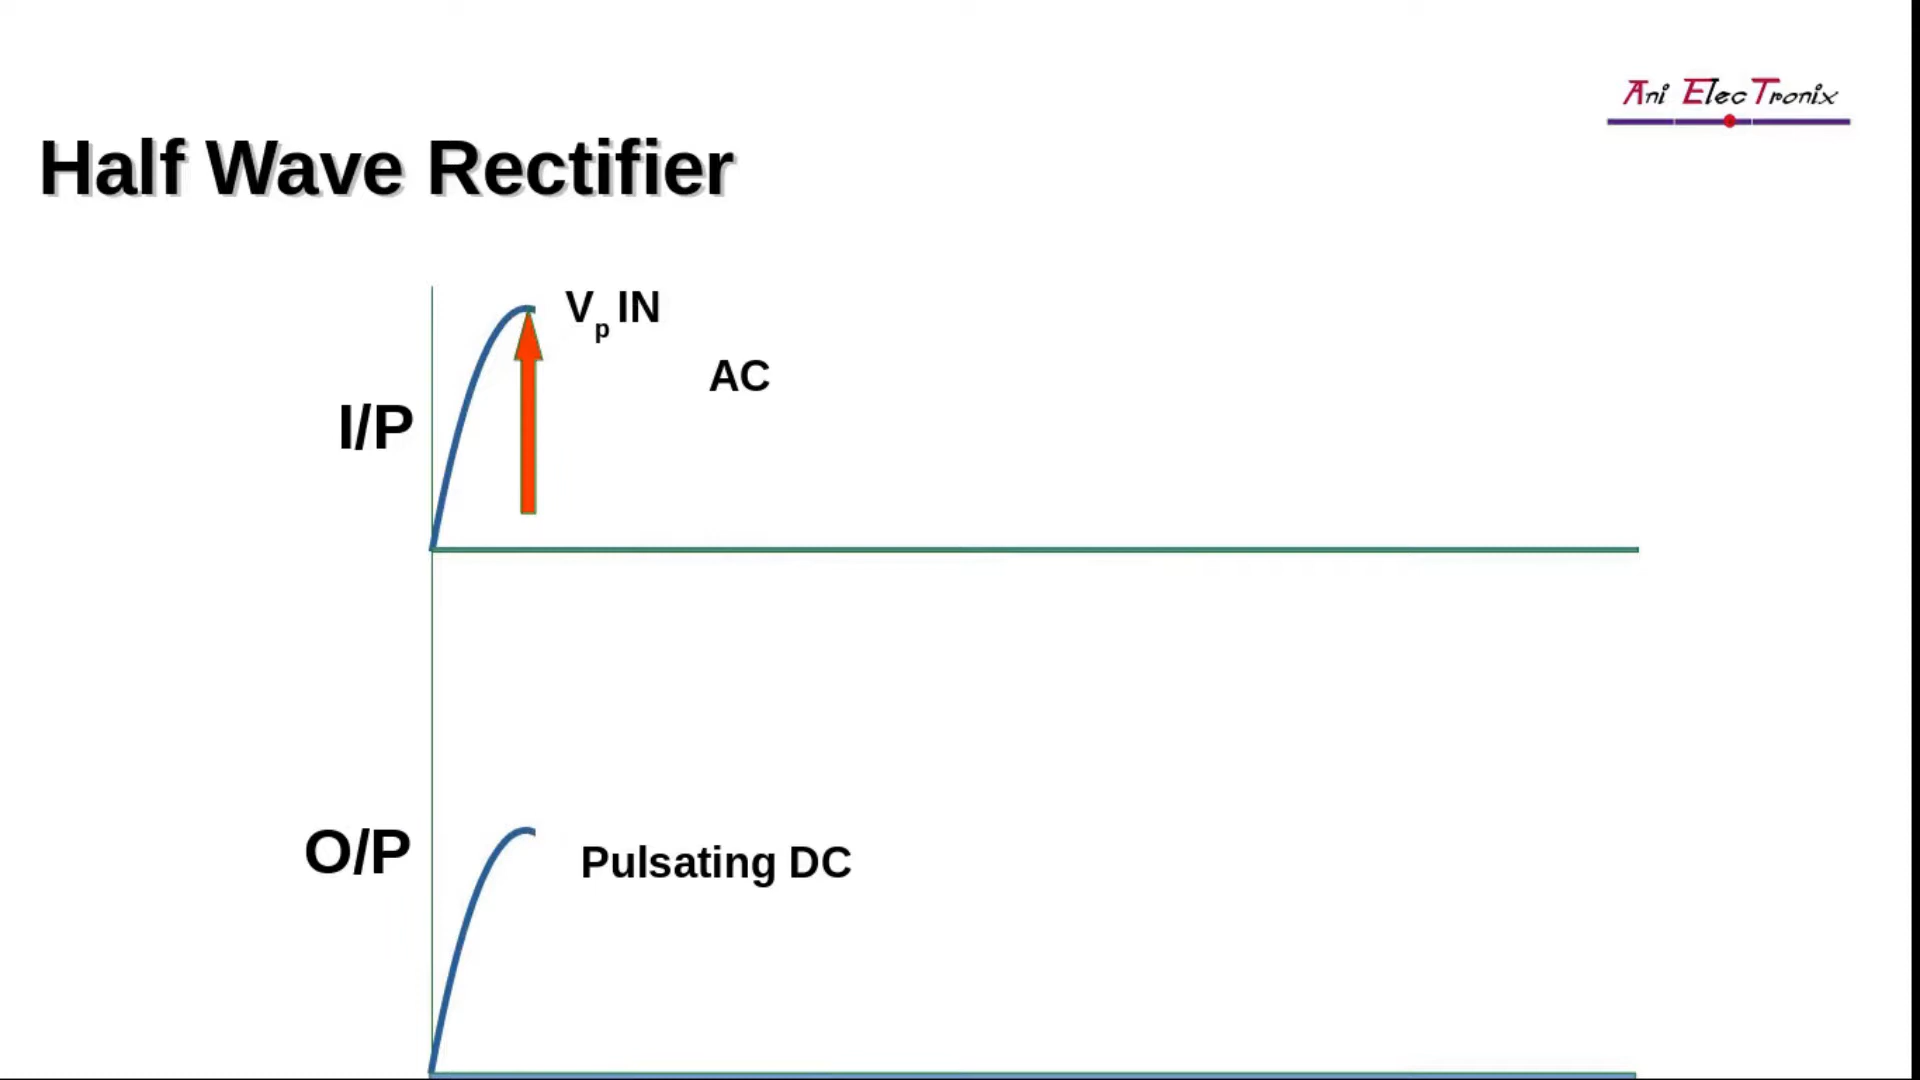 Ani ElecTronix
Half Wave Rectifier
Vp IN
AC
I/P
O/P
Pulsating DC